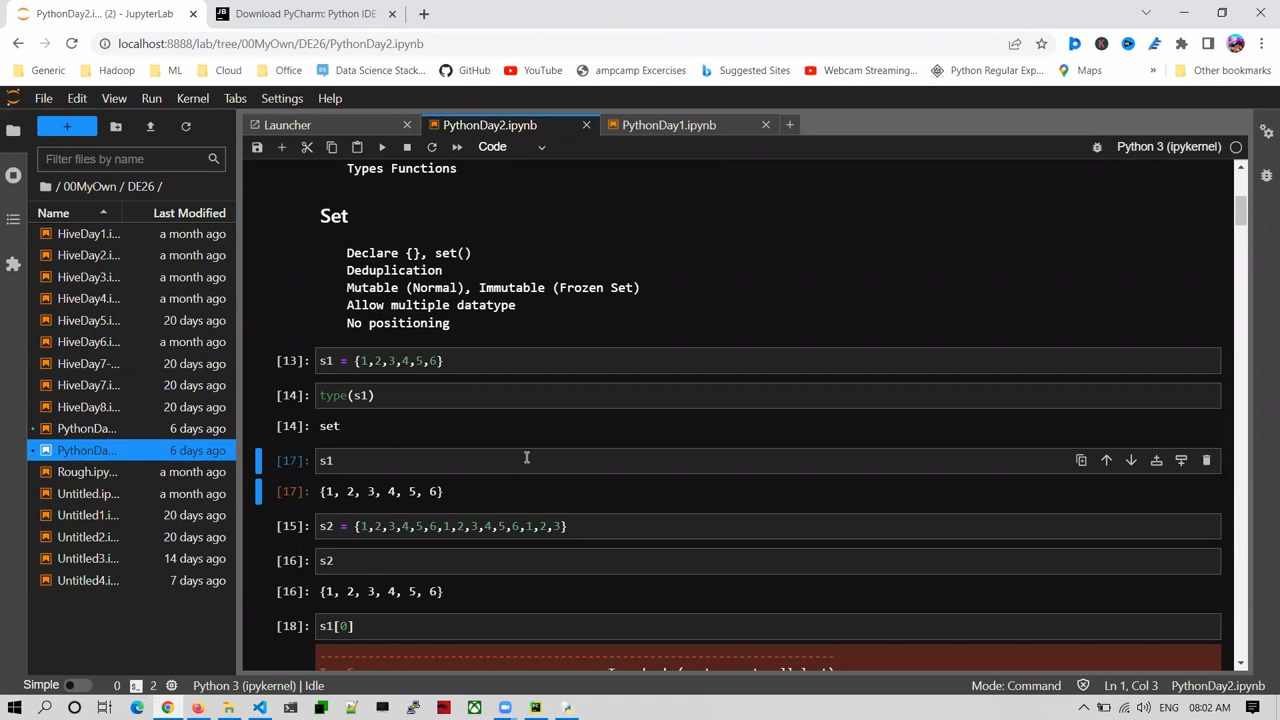 PythonDay2.i... (2) - JupyterLab
Download PyCharm: Python IDE
localhost:8888/lab/tree/00MyOwn/DE26/PythonDay2.ipynb
Generic Hadoop ML Cloud Office Data Science Stack... GitHub YouTube ampcamp Excercises Suggested Sites Webcam Streaming... Python Regular Exp... Maps » Other bookmarks
File Edit View Run Kernel Tabs Settings Help
Launcher PythonDay2.ipynb PythonDay1.ipynb
Code Python 3 (ipykernel)
Filter files by name
/ 00MyOwn / DE26 /
Name Last Modified
HiveDay1.i... a month ago
HiveDay2.i... a month ago
HiveDay3.i... a month ago
HiveDay4.i... a month ago
HiveDay5.i... 20 days ago
HiveDay6.i... a month ago
HiveDay7-... 20 days ago
HiveDay7.i... 20 days ago
HiveDay8.i... 20 days ago
PythonDa... 6 days ago
PythonDa... 6 days ago
Rough.ipy... a month ago
Untitled.ip... a month ago
Untitled1.i... 20 days ago
Untitled2.i... 20 days ago
Untitled3.i... 14 days ago
Untitled4.i... 7 days ago
Types Functions
Set
Declare {}, set()
Deduplication
Mutable (Normal), Immutable (Frozen Set)
Allow multiple datatype
No positioning
[13]: s1 = {1,2,3,4,5,6}
[14]: type(s1)
[14]: set
[17]: s1
[17]: {1, 2, 3, 4, 5, 6}
[15]: s2 = {1,2,3,4,5,6,1,2,3,4,5,6,1,2,3}
[16]: s2
[16]: {1, 2, 3, 4, 5, 6}
[18]: s1[0]
Simple 0 2 Python 3 (ipykernel) | Idle Mode: Command Ln 1, Col 3 PythonDay2.ipynb
ENG 08:02 AM